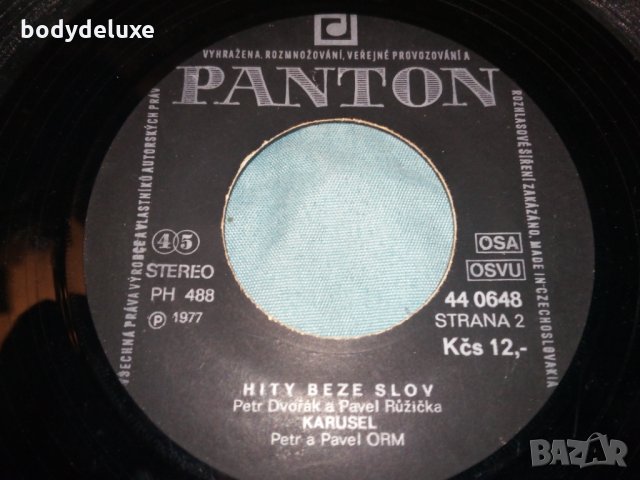 bodydeluxe
VYHRAŽENA, ROZMNOŽOVÁNÍ, VEŘEJNÉ PROVOZOVÁNÍ A
ROZHLASOVÉ ŠÍŘENÍ ZAKÁZÁNO. MADE IN CZECHOSLOVAKIA
VŠECHNA PRÁVA VÝROBCE A VLASTNÍKŮ AUTORSKÝCH PRÁV
PANTON
45
STEREO
PH 488
℗ 1977
OSA
OSVU
44 0648
STRANA 2
Kčs 12,-
HITY BEZE SLOV
Petr Dvořák a Pavel Růžička
KARUSEL
Petr a Pavel ORM
BAZAR